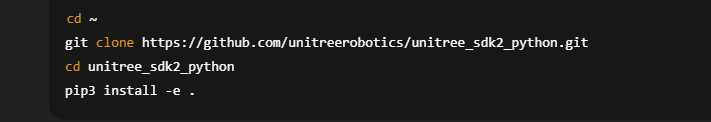 cd ~
git clone https://github.com/unitreerobotics/unitree_sdk2_python.git
cd unitree_sdk2_python
pip3 install -e .